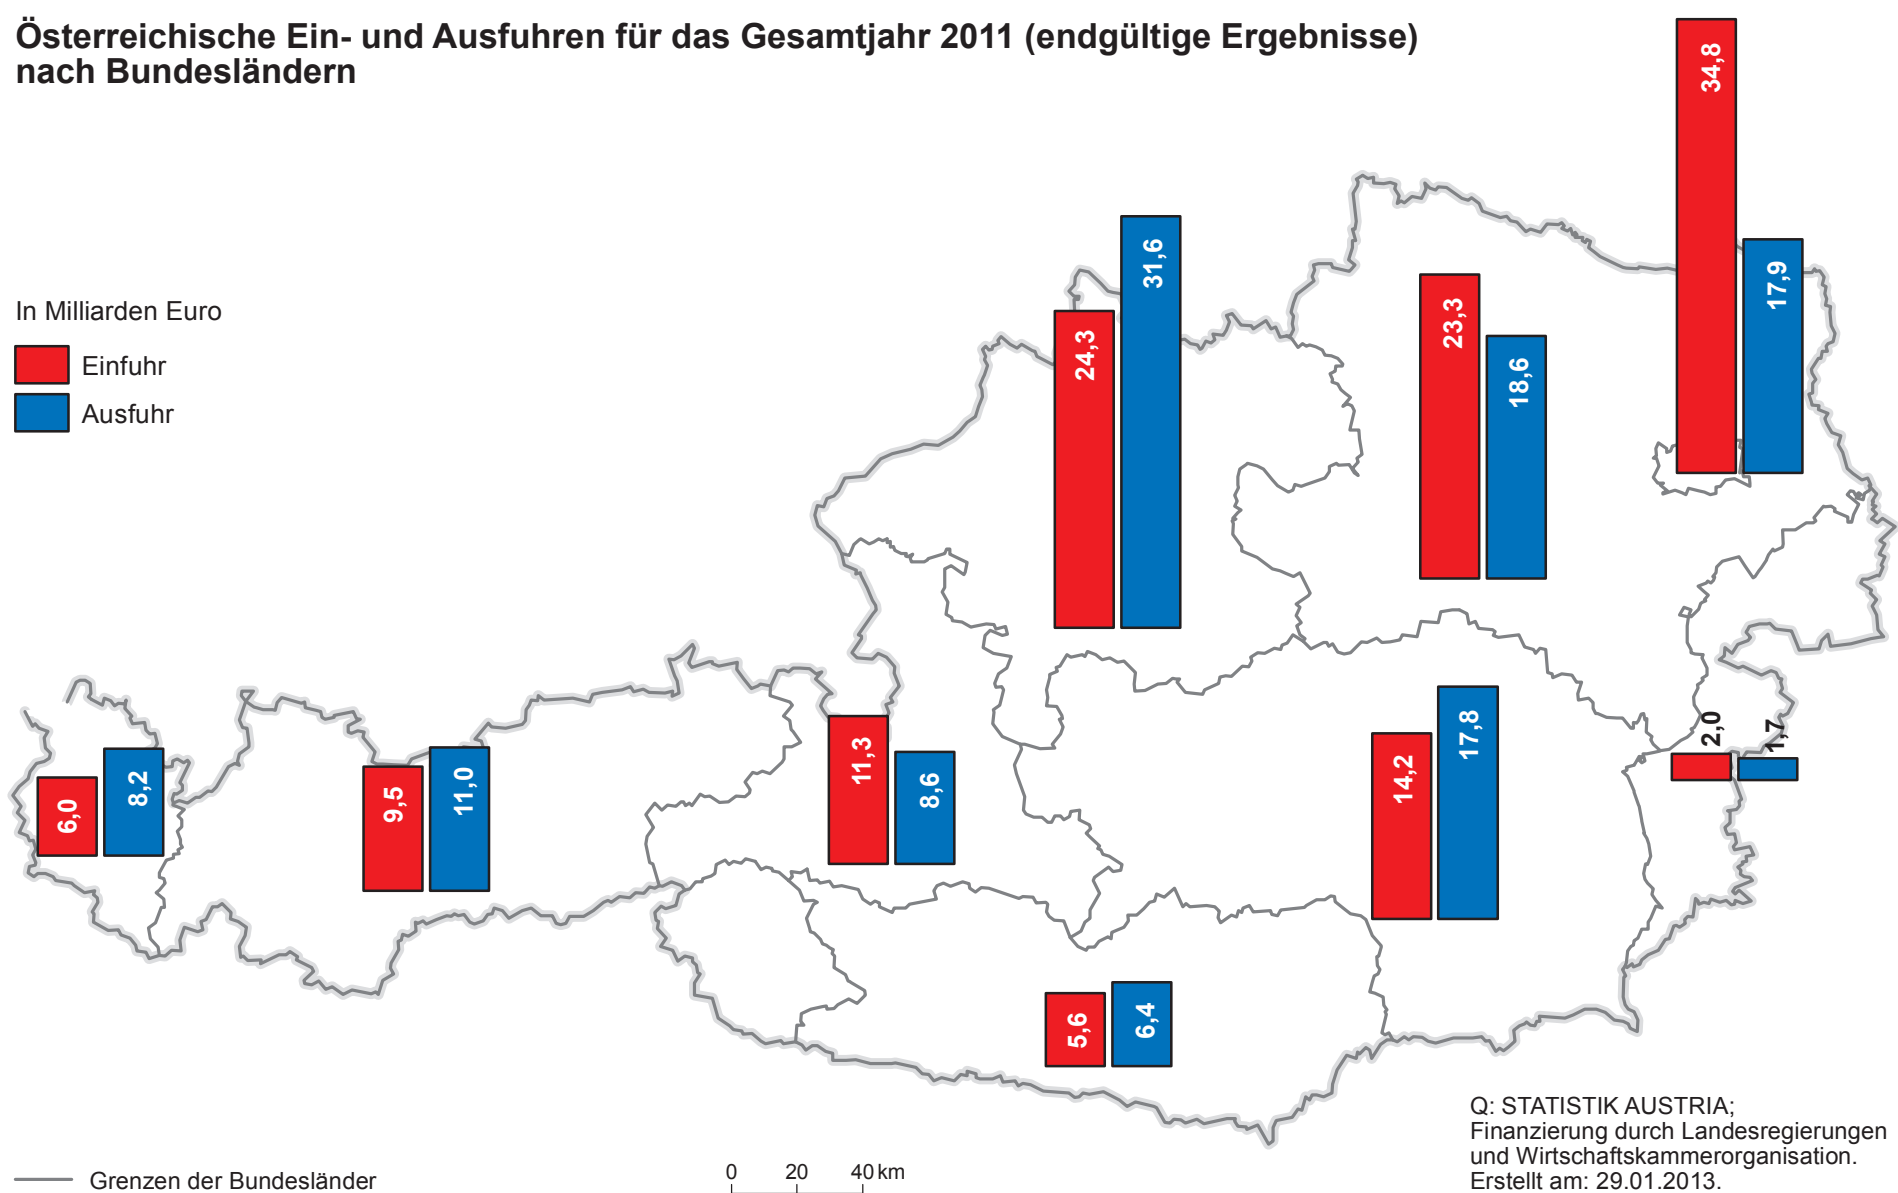 Österreichische Ein- und Ausfuhren für das Gesamtjahr 2011 (endgültige Ergebnisse)
nach Bundesländern
In Milliarden Euro
Einfuhr
Ausfuhr
34,8
17,9
31,6
24,3
23,3
18,6
2,0
1,7
17,8
14,2
11,3
8,6
11,0
9,5
8,2
6,0
5,6
6,4
Q: STATISTIK AUSTRIA;
Finanzierung durch Landesregierungen
und Wirtschaftskammerorganisation.
Erstellt am: 29.01.2013.
0 20 40 km
Grenzen der Bundesländer